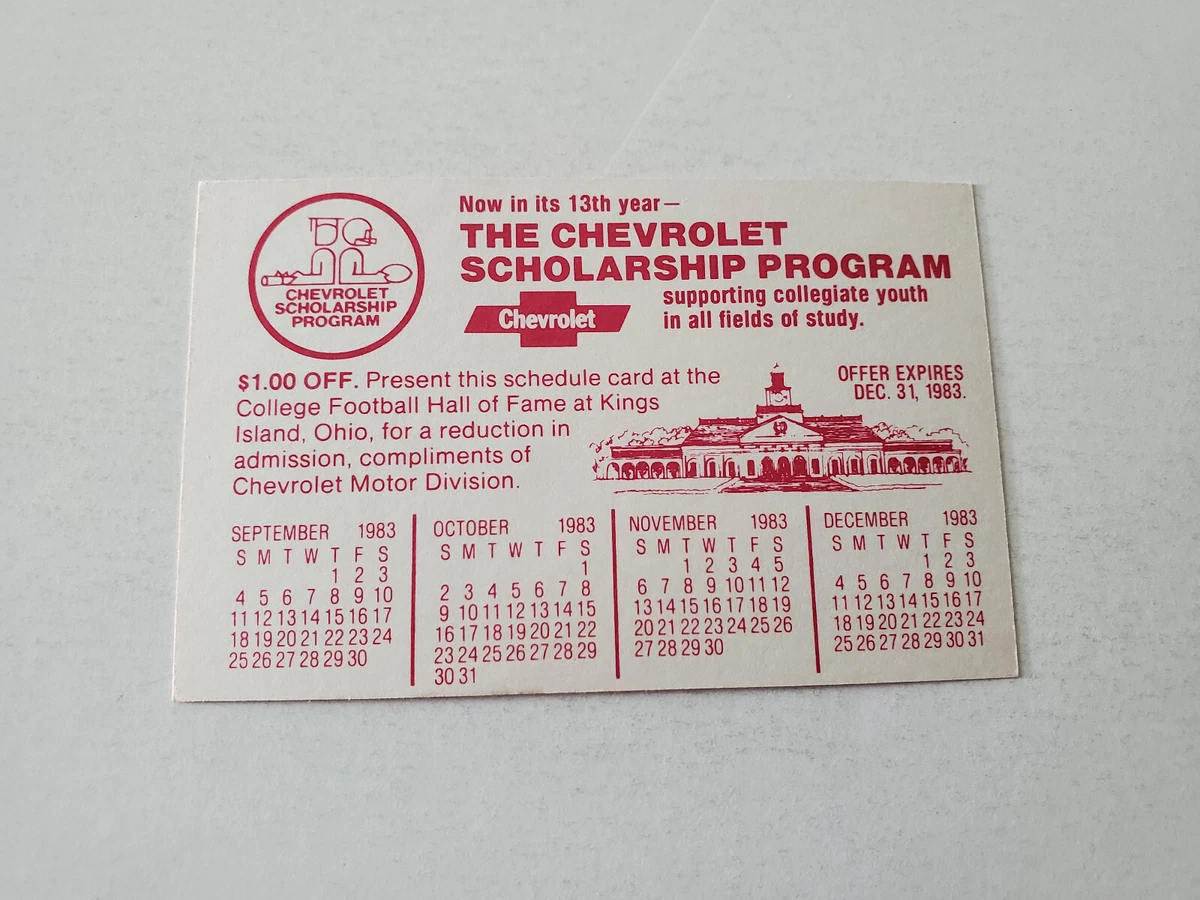 CHEVROLET
SCHOLARSHIP
PROGRAM
Now in its 13th year—
THE CHEVROLET
SCHOLARSHIP PROGRAM
Chevrolet
supporting collegiate youth
in all fields of study.
$1.00 OFF. Present this schedule card at the
College Football Hall of Fame at Kings
Island, Ohio, for a reduction in
admission, compliments of
Chevrolet Motor Division.
OFFER EXPIRES
DEC. 31, 1983.
SEPTEMBER 1983
S M T W T F S
1 2 3
4 5 6 7 8 9 10
11 12 13 14 15 16 17
18 19 20 21 22 23 24
25 26 27 28 29 30
OCTOBER 1983
S M T W T F S
1
2 3 4 5 6 7 8
9 10 11 12 13 14 15
16 17 18 19 20 21 22
23 24 25 26 27 28 29
30 31
NOVEMBER 1983
S M T W T F S
1 2 3 4 5
6 7 8 9 10 11 12
13 14 15 16 17 18 19
20 21 22 23 24 25 26
27 28 29 30
DECEMBER 1983
S M T W T F S
1 2 3
4 5 6 7 8 9 10
11 12 13 14 15 16 17
18 19 20 21 22 23 24
25 26 27 28 29 30 31